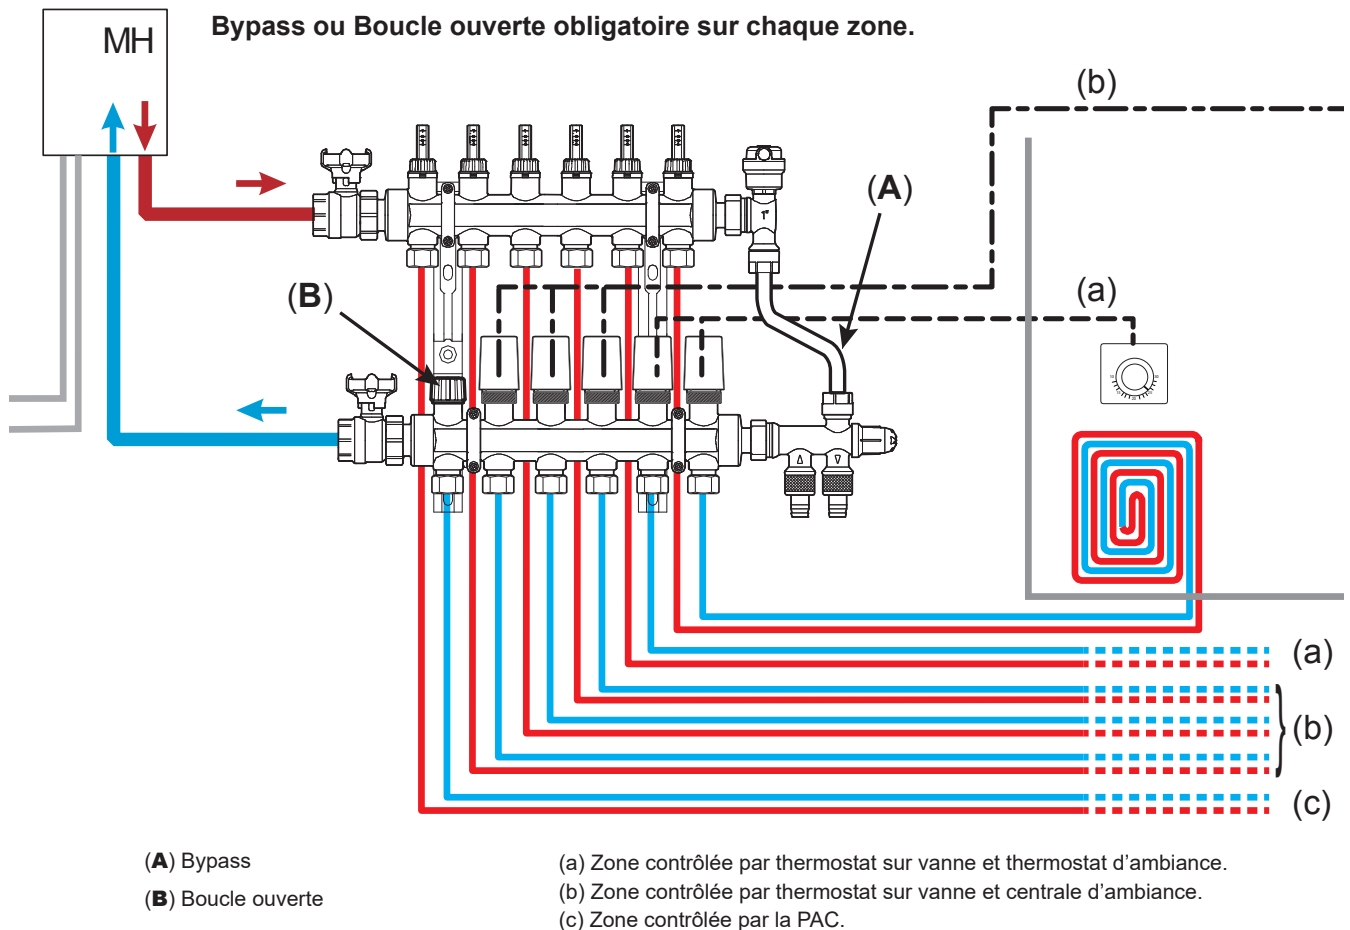 Bypass ou Boucle ouverte obligatoire sur chaque zone.
MH
(b)
(A)
(a)
(B)
(a)
(b)
(c)
(A) Bypass
(B) Boucle ouverte
(a) Zone contrôlée par thermostat sur vanne et thermostat d’ambiance.
(b) Zone contrôlée par thermostat sur vanne et centrale d’ambiance.
(c) Zone contrôlée par la PAC.